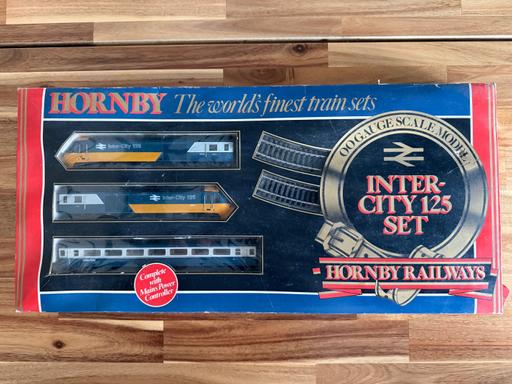 HORNBY The world's finest train sets
OO GAUGE SCALE MODEL
Inter-City 125
Inter-City 125
INTER-
CITY 125
SET
HORNBY RAILWAYS
Complete
with
Mains Power
Controller